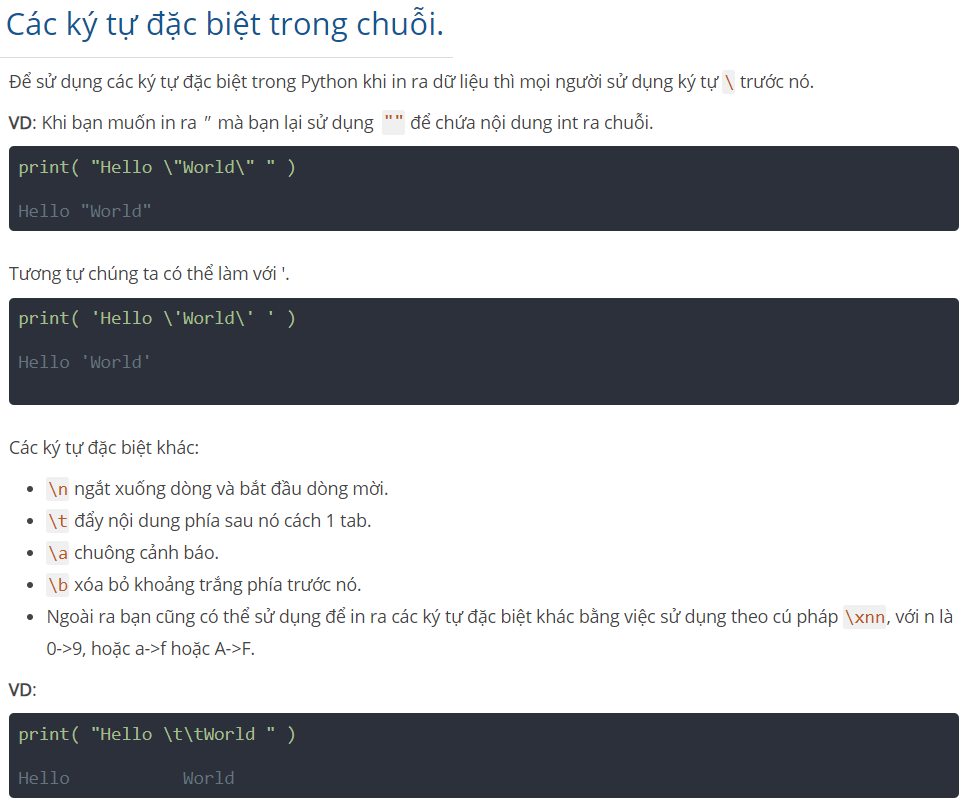 Các ký tự đặc biệt trong chuỗi.
Để sử dụng các ký tự đặc biệt trong Python khi in ra dữ liệu thì mọi người sử dụng ký tự \ trước nó.
VD: Khi bạn muốn in ra " mà bạn lại sử dụng "" để chứa nội dung int ra chuỗi.
print( "Hello \"World\" " )
Hello "World"
Tương tự chúng ta có thể làm với '.
print( 'Hello \'World\' ' )
Hello 'World'
Các ký tự đặc biệt khác:
• \n ngắt xuống dòng và bắt đầu dòng mời.
• \t đẩy nội dung phía sau nó cách 1 tab.
• \a chuông cảnh báo.
• \b xóa bỏ khoảng trắng phía trước nó.
• Ngoài ra bạn cũng có thể sử dụng để in ra các ký tự đặc biệt khác bằng việc sử dụng theo cú pháp \xnn, với n là
0->9, hoặc a->f hoặc A->F.
VD:
print( "Hello \t\tWorld " )
Hello World